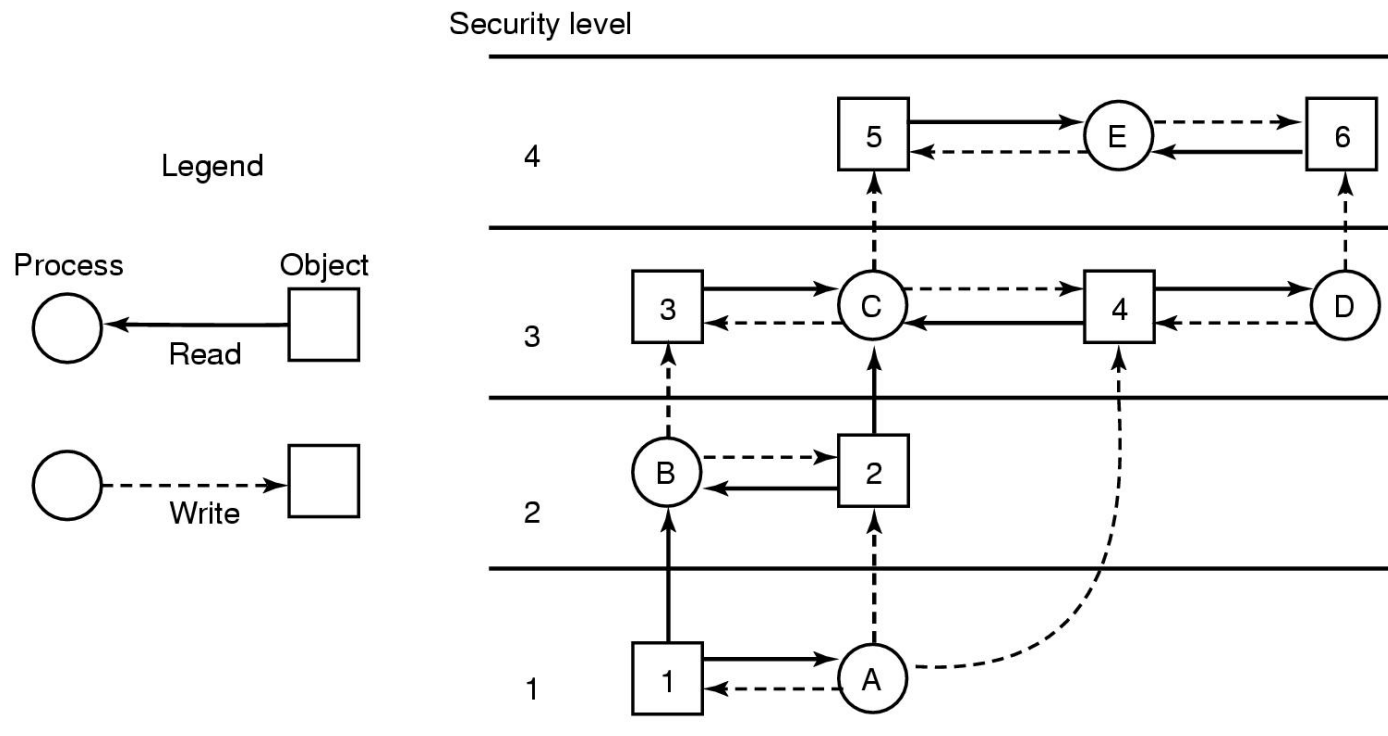 Security level
Legend
Process
Object
Read
Write
4
5
E
6
3
3
C
4
D
2
B
2
1
1
A